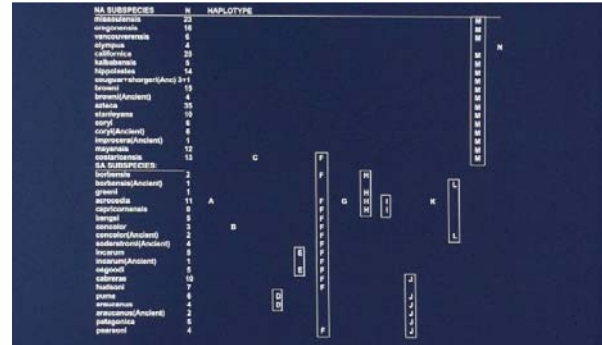 NA SUBSPECIES N HAPLOTYPE
missoulensis 23 M
oregonensis 16 M
vancouverensis 6 M
olympus 4 N
californica 25 M
kaibabensis 5 M
hippolestes 14 M
couguar+shorgeri(Anc) 3+1 M
browni 15 M
browni(Ancient) 4 M
azteca 35 M
stanleyana 10 M
coryi 6 M
coryi(Ancient) 6 M
improcera(Ancient) 1 M
mayensis 12 M
costaricensis 13 C F M
SA SUBSPECIES:
borbensis 2 F H
borbensis(Ancient) 1 L
greeni 1 H
acrocodia 11 A F G H I K
capricornensis 8 F H I
bangsi 5 F
concolor 3 B F
concolor(Ancient) 2 F L
soderstromi(Ancient) 4 F
incarum 5 E F
incarum(Ancient) 1 F
osgoodi 5 E F
cabrerae 10 F J
hudsoni 7 F
puma 6 D J
araucanus 4 D J
araucanus(Ancient) 2 J
patagonica 5 J
pearsoni 4 F J